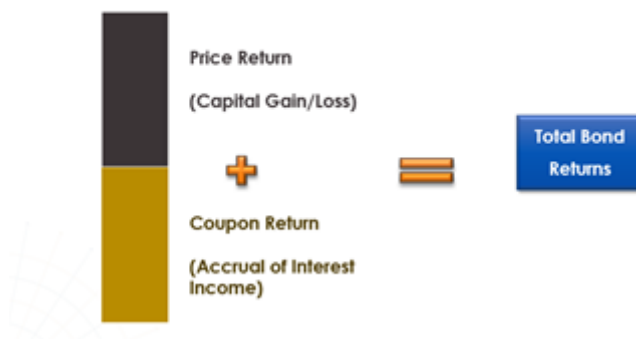 Price Return
(Capital Gain/Loss)
Total Bond
Returns
Coupon Return
(Accrual of Interest
Income)